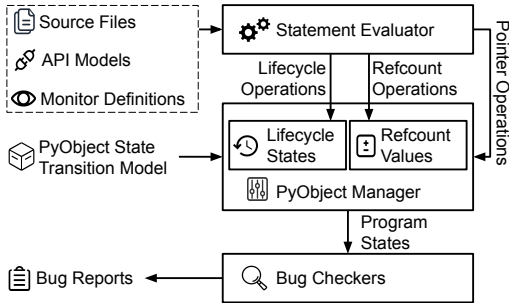 Source Files
API Models
Monitor Definitions
Statement Evaluator
Lifecycle
Operations
Refcount
Operations
Pointer Operations
PyObject State
Transition Model
Lifecycle
States
Refcount
Values
PyObject Manager
Program
States
Bug Reports
Bug Checkers